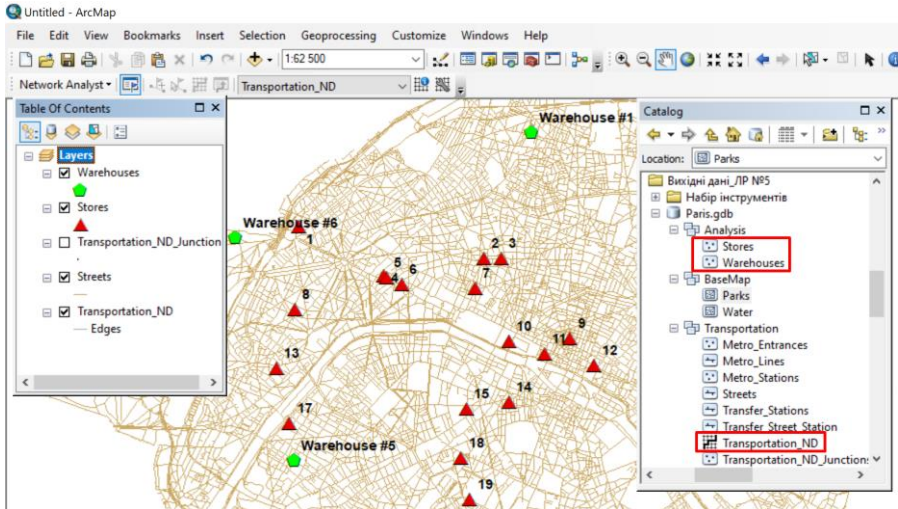 Untitled - ArcMap
File Edit View Bookmarks Insert Selection Geoprocessing Customize Windows Help
1:62 500
Network Analyst
Transportation_ND
Table Of Contents
Layers
Warehouses
Stores
Transportation_ND_Junction
Streets
Transportation_ND
Edges
Warehouse #1
Warehouse #6
1
2 3
5
4 6
7
8
9
10
11
12
13
14
15
17
Warehouse #5
18
19
Catalog
Location: Parks
Вихідні дані_ЛР №5
Набір інструментів
Paris.gdb
Analysis
Stores
Warehouses
BaseMap
Parks
Water
Transportation
Metro_Entrances
Metro_Lines
Metro_Stations
Streets
Transfer_Stations
Transfer_Street_Station
Transportation_ND
Transportation_ND_Junction